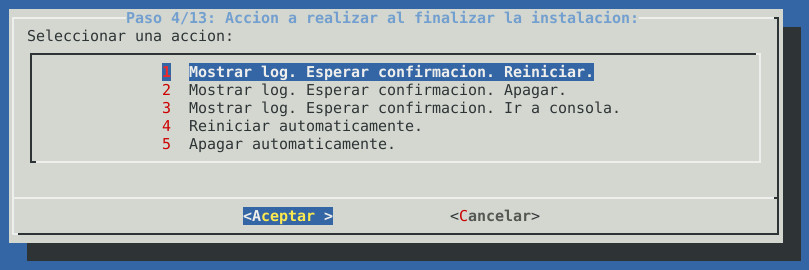 Paso 4/13: Accion a realizar al finalizar la instalacion:
Seleccionar una accion:
1 Mostrar log. Esperar confirmacion. Reiniciar.
2 Mostrar log. Esperar confirmacion. Apagar.
3 Mostrar log. Esperar confirmacion. Ir a consola.
4 Reiniciar automaticamente.
5 Apagar automaticamente.
<Aceptar > <Cancelar>